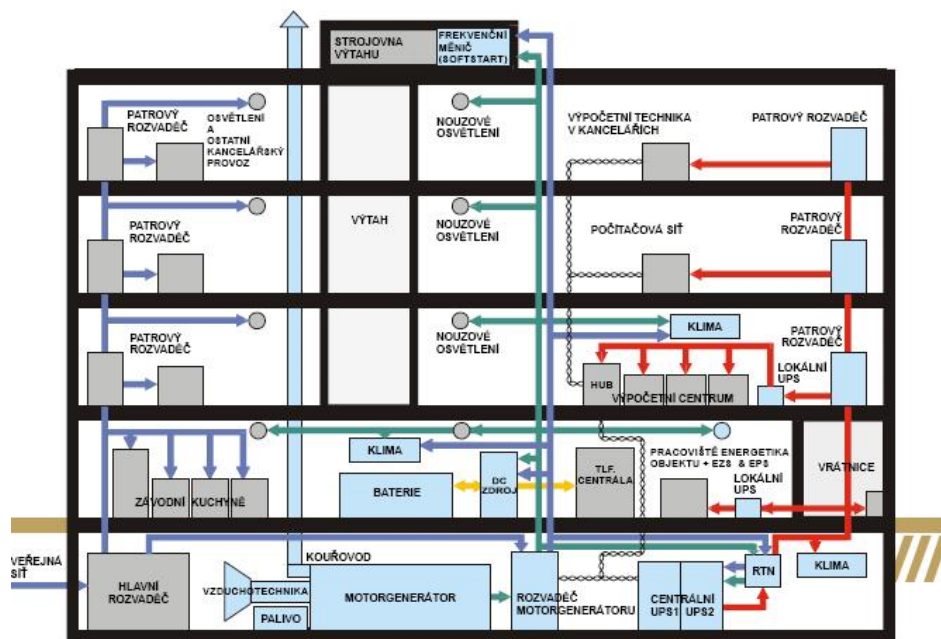 STROJOVNA
VÝTAHU
FREKVENČNÍ
MĚNIČ
(SOFTSTART)
PATROVÝ
ROZVADĚČ
OSVĚTLENÍ
A
OSTATNÍ
KANCELÁŘSKÝ
PROVOZ
NOUZOVÉ
OSVĚTLENÍ
VÝPOČETNÍ TECHNIKA
V KANCELÁŘÍCH
PATROVÝ ROZVADĚČ
PATROVÝ
ROZVADĚČ
VÝTAH
NOUZOVÉ
OSVĚTLENÍ
POČÍTAČOVÁ SÍŤ
PATROVÝ
ROZVADĚČ
PATROVÝ
ROZVADĚČ
NOUZOVÉ
OSVĚTLENÍ
KLIMA
PATROVÝ
ROZVADĚČ
HUB
VÝPOČETNÍ CENTRUM
LOKÁLNÍ
UPS
ZÁVODNÍ KUCHYNĚ
KLIMA
BATERIE
DC
ZDROJ
TLF.
CENTRÁLA
PRACOVIŠTĚ ENERGETIKA
OBJEKTU + EZS & EPS
LOKÁLNÍ
UPS
VRÁTNICE
VEŘEJNÁ
SÍŤ
HLAVNÍ
ROZVADĚČ
KOUŘOVOD
VZDUCHOTECHNIKA
PALIVO
MOTORGENERÁTOR
ROZVADĚČ
MOTORGENERÁTORU
CENTRÁLNÍ
UPS1 UPS2
RTN
KLIMA